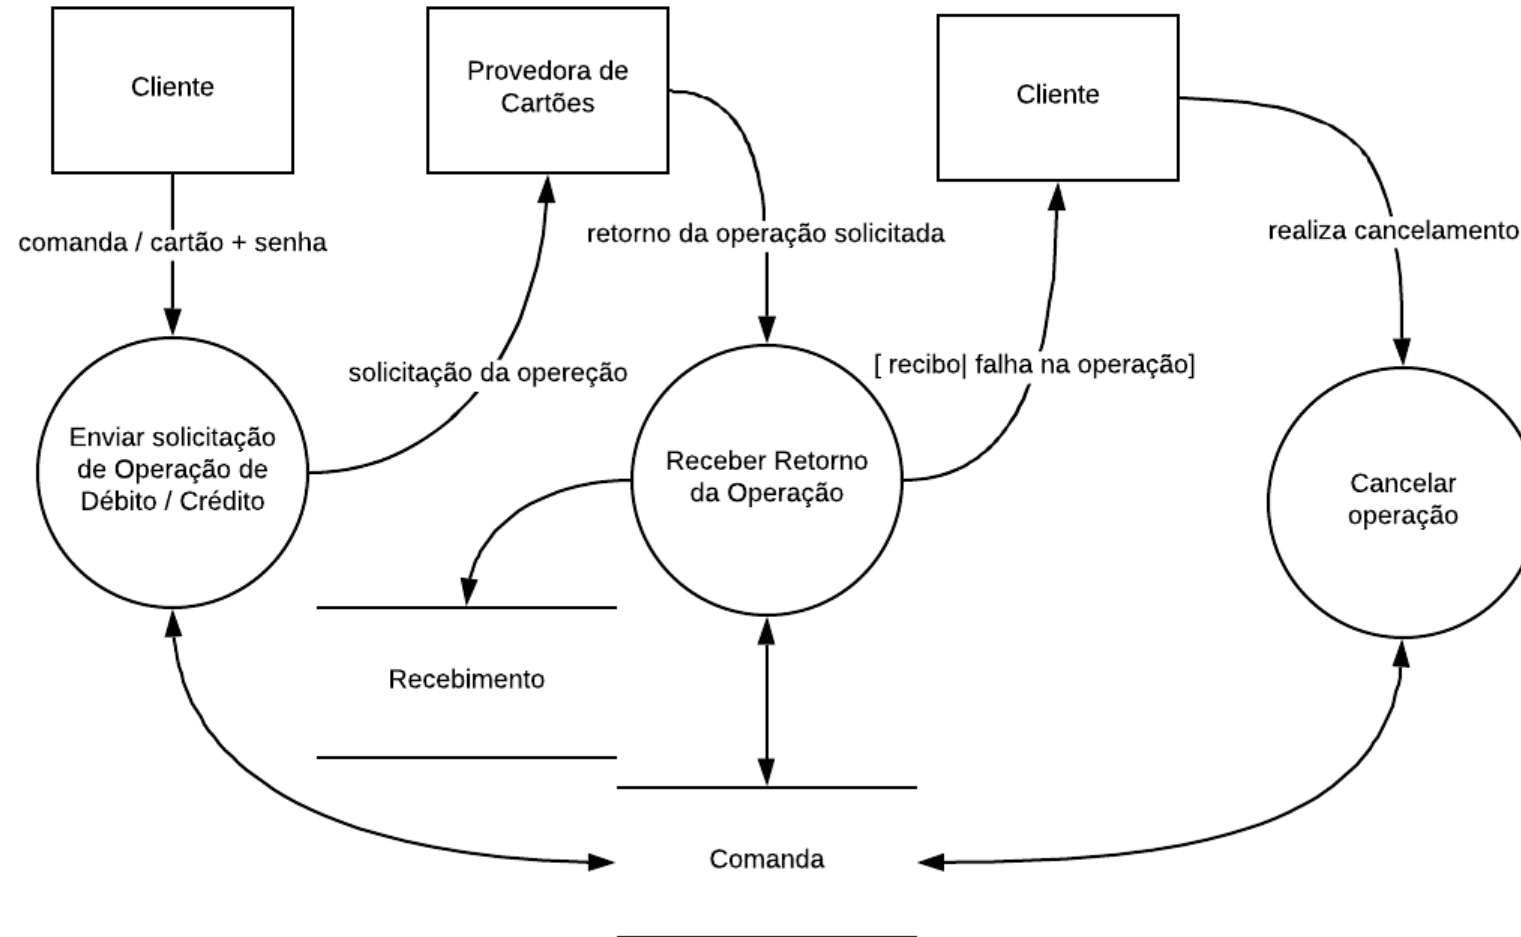 Cliente
Provedora de
Cartões
Cliente
comanda / cartão + senha
retorno da operação solicitada
realiza cancelamento
solicitação da opereção
[ recibo| falha na operação]
Enviar solicitação
de Operação de
Débito / Crédito
Receber Retorno
da Operação
Cancelar
operação
Recebimento
Comanda